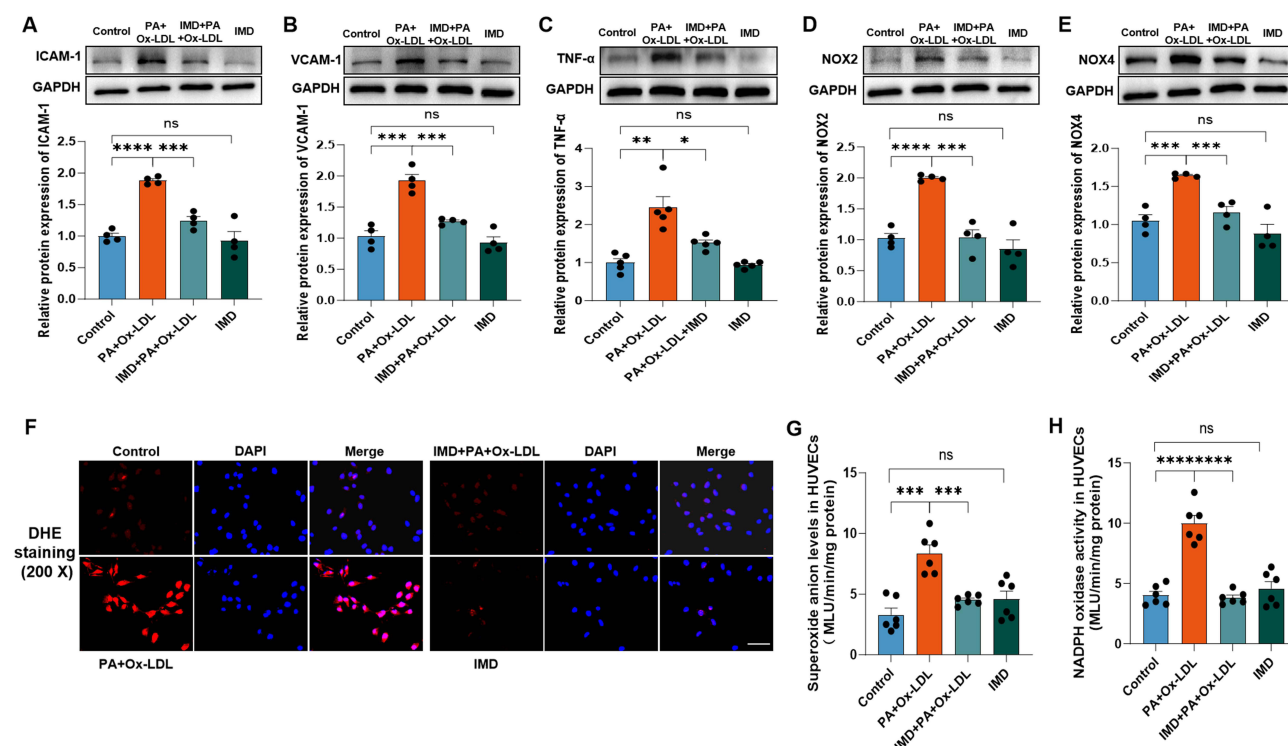 A
Control
PA+
Ox-LDL
IMD+PA
+Ox-LDL
IMD
ICAM-1
GAPDH
Relative protein expression of ICAM-1
2.5
2.0
1.5
1.0
0.5
0.0
ns
**** ***
Control
PA+Ox-LDL
IMD+PA+Ox-LDL
IMD
B
Control
PA+
Ox-LDL
IMD+PA
+Ox-LDL
IMD
VCAM-1
GAPDH
Relative protein expression of VCAM-1
2.5
2.0
1.5
1.0
0.5
0.0
ns
*** ***
Control
PA+Ox-LDL
IMD+PA+Ox-LDL
IMD
C
Control
PA+
Ox-LDL
IMD+PA
+Ox-LDL
IMD
TNF-α
GAPDH
Relative protein expression of TNF-α
4
3
2
1
0
ns
** *
Control
PA+Ox-LDL
PA+Ox-LDL+IMD
IMD
D
Control
PA+
Ox-LDL
IMD+PA
+Ox-LDL
IMD
NOX2
GAPDH
Relative protein expression of NOX2
2.5
2.0
1.5
1.0
0.5
0.0
ns
**** ***
Control
PA+Ox-LDL
IMD+PA+Ox-LDL
IMD
E
Control
PA+
Ox-LDL
IMD+PA
+Ox-LDL
IMD
NOX4
GAPDH
Relative protein expression of NOX4
2.0
1.5
1.0
0.5
0.0
ns
*** ***
Control
PA+Ox-LDL
IMD+PA+Ox-LDL
IMD
F
Control
DAPI
Merge
IMD+PA+Ox-LDL
DAPI
Merge
DHE
staining
(200 X)
PA+Ox-LDL
IMD
G
Superoxide anion levels in HUVECs
( MLU/min/mg protein)
15
10
5
0
ns
*** ***
Control
PA+Ox-LDL
IMD+PA+Ox-LDL
IMD
H
NADPH oxidase activity in HUVECs
(MLU/min/mg protein)
15
10
5
0
ns
********
Control
PA+Ox-LDL
IMD+PA+Ox-LDL
IMD